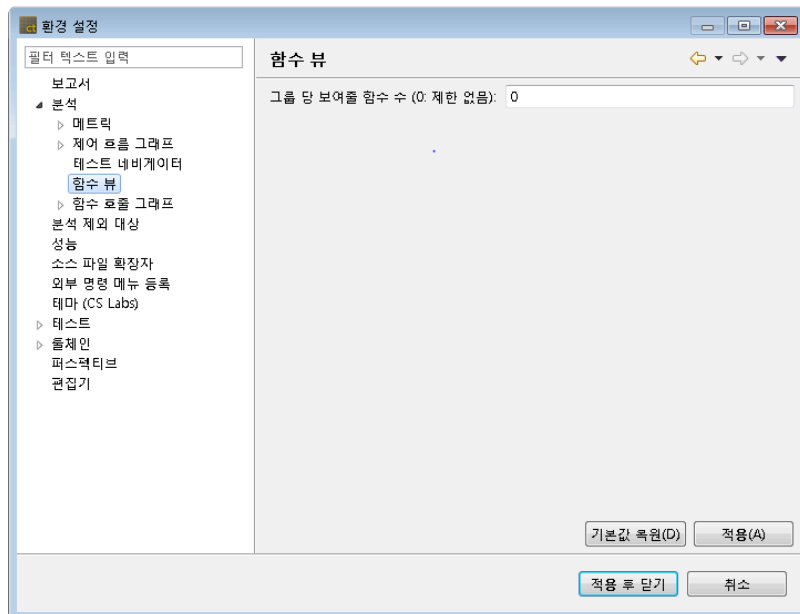 ct 환경 설정
필터 텍스트 입력
보고서
분석
메트릭
제어 흐름 그래프
테스트 네비게이터
함수 뷰
함수 호출 그래프
분석 제외 대상
성능
소스 파일 확장자
외부 명령 메뉴 등록
테마 (CS Labs)
테스트
툴체인
퍼스펙티브
편집기
함수 뷰
그룹 당 보여줄 함수 수 (0: 제한 없음): 0
기본값 복원(D) 적용(A)
적용 후 닫기 취소